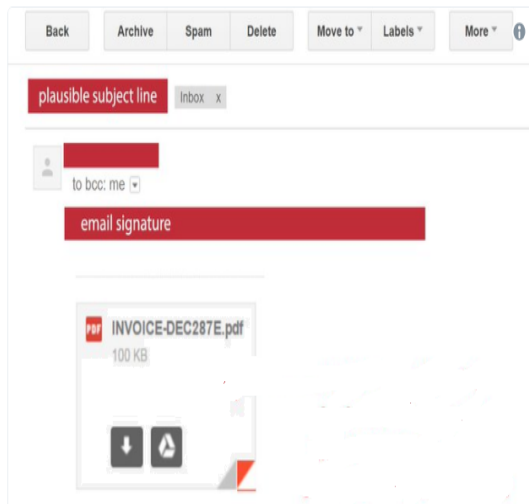 Back Archive Spam Delete Move to Labels More
plausible subject line Inbox x
to bcc: me
email signature
PDF INVOICE-DEC287E.pdf
100 KB